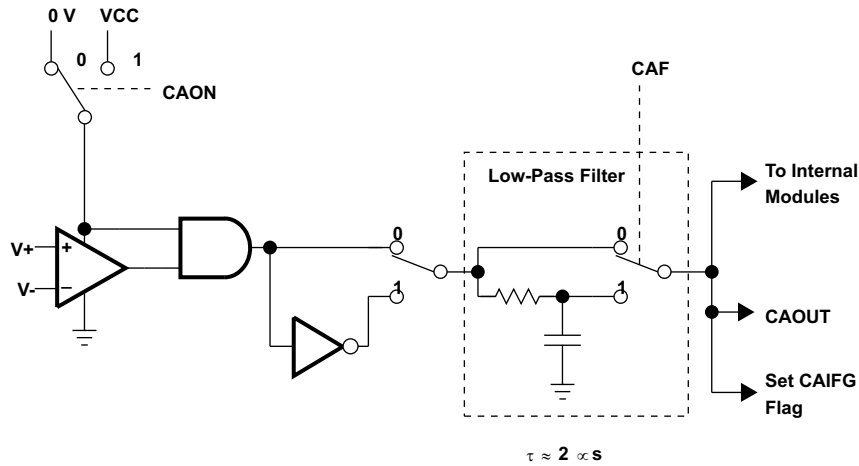 0 V VCC
0 1
CAON
CAF
Low-Pass Filter
To Internal
Modules
0
0
V+
+
V-
−
1
1
CAOUT
Set CAIFG
Flag
τ ≈ 2 ∝s